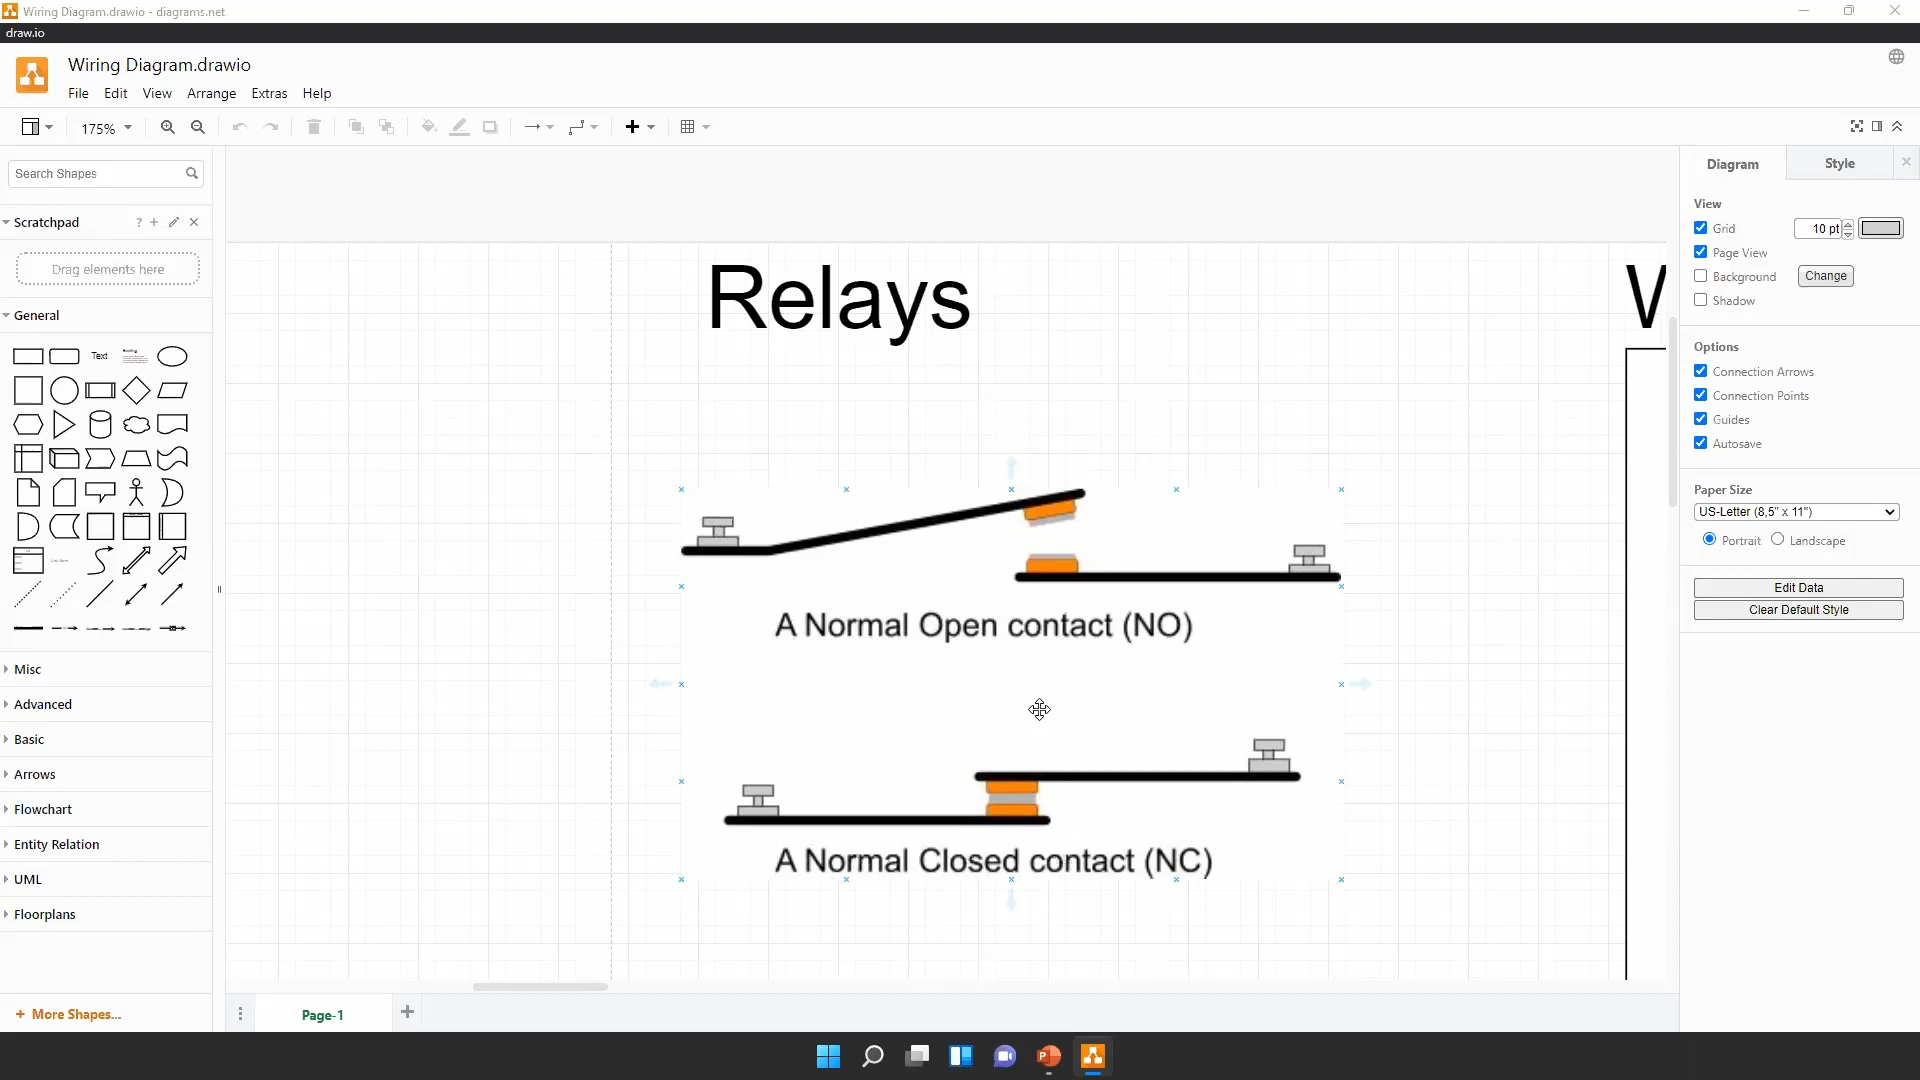 Wiring Diagram.drawio - diagrams.net
draw.io
Wiring Diagram.drawio
File Edit View Arrange Extras Help
175%
Search Shapes
Scratchpad ? + 
Drag elements here
General
Text
Misc
Advanced
Basic
Arrows
Flowchart
Entity Relation
UML
Floorplans
+ More Shapes...
Relays
A Normal Open contact (NO)
A Normal Closed contact (NC)
Page-1
Diagram Style
View
Grid 10 pt
Page View
Background Change
Shadow
Options
Connection Arrows
Connection Points
Guides
Autosave
Paper Size
US-Letter (8,5" x 11")
Portrait Landscape
Edit Data
Clear Default Style